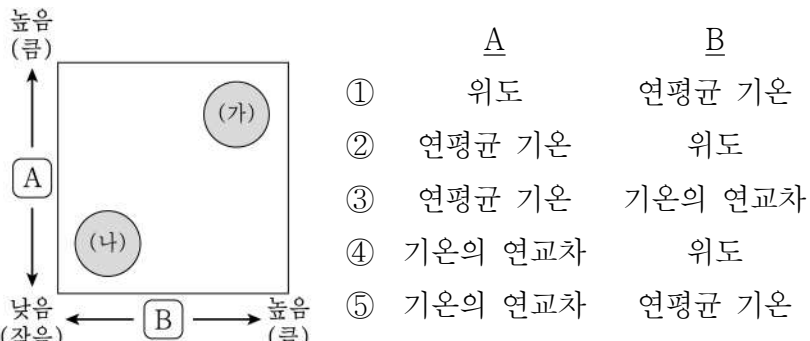 높음
(큼)
A
낮음
(작음)
B
높음
(큼)
(가)
(나)
A B
① 위도 연평균 기온
② 연평균 기온 위도
③ 연평균 기온 기온의 연교차
④ 기온의 연교차 위도
⑤ 기온의 연교차 연평균 기온